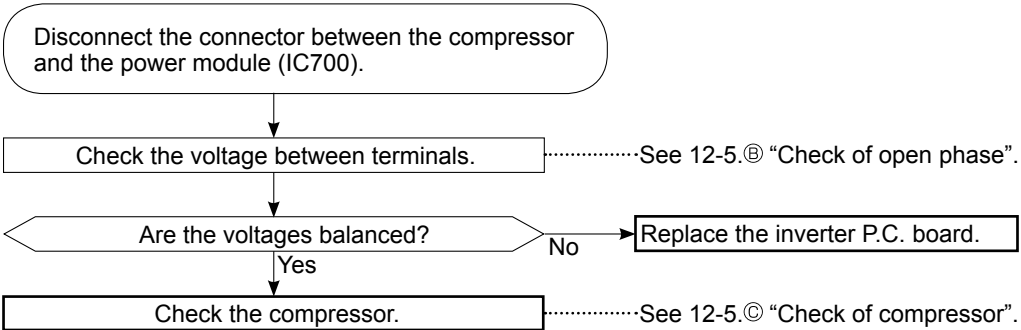 Disconnect the connector between the compressor
and the power module (IC700).
Check the voltage between terminals.
See 12-5.Ⓑ “Check of open phase”.
Are the voltages balanced?
No
Replace the inverter P.C. board.
Yes
Check the compressor.
See 12-5.Ⓒ “Check of compressor”.